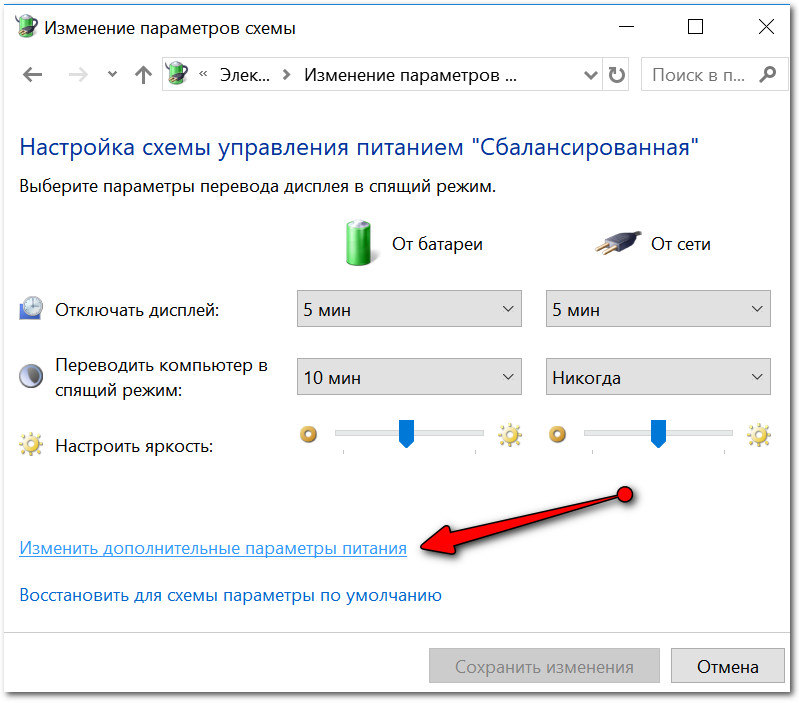 Изменение параметров схемы
« Элек... > Изменение параметров ...
Поиск в п...
Настройка схемы управления питанием "Сбалансированная"
Выберите параметры перевода дисплея в спящий режим.
От батареи
От сети
Отключать дисплей:
5 мин
5 мин
Переводить компьютер в
спящий режим:
10 мин
Никогда
Настроить яркость:
Изменить дополнительные параметры питания
Восстановить для схемы параметры по умолчанию
Сохранить изменения
Отмена